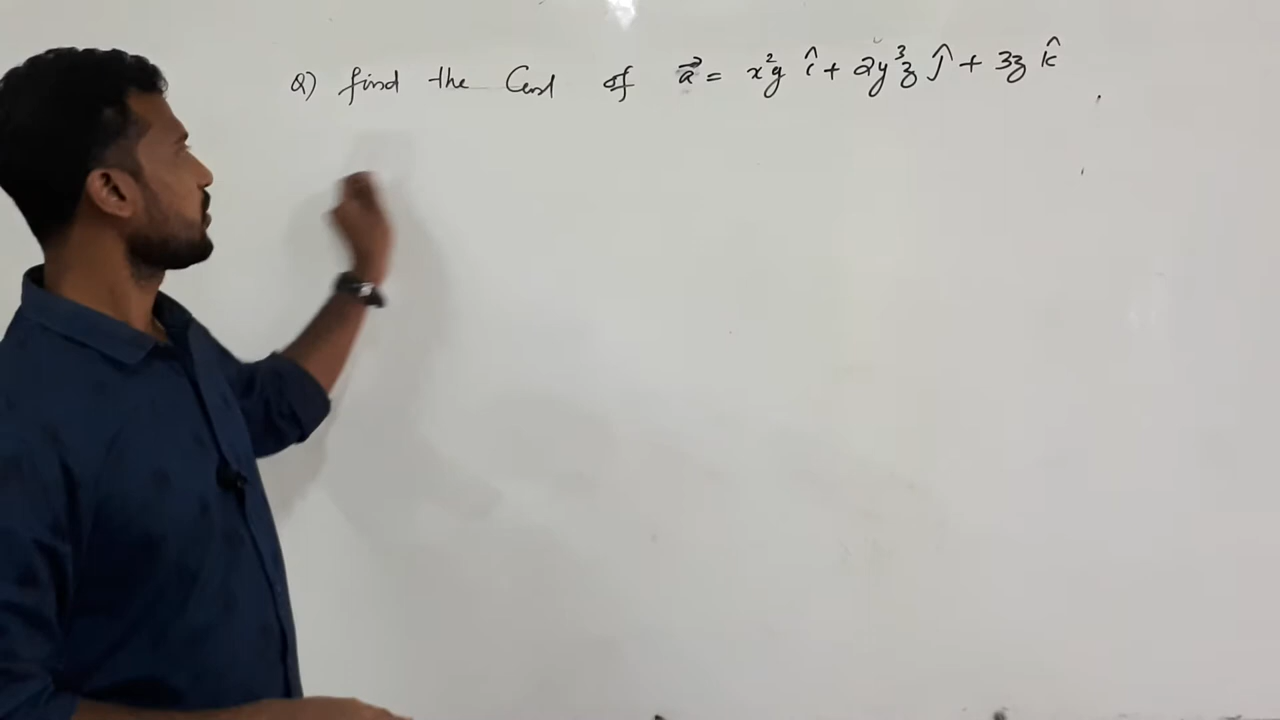 Q) find the Curl of a⃗ = x²y î + 2y³z ĵ + 3z k̂